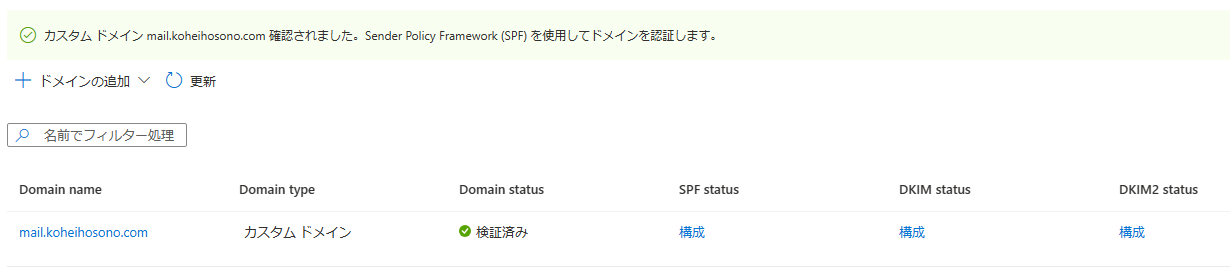 カスタム ドメイン mail.koheihosono.com 確認されました。Sender Policy Framework (SPF) を使用してドメインを認証します。
ドメインの追加 更新
名前でフィルター処理
Domain name Domain type Domain status SPF status DKIM status DKIM2 status
mail.koheihosono.com カスタム ドメイン 検証済み 構成 構成 構成